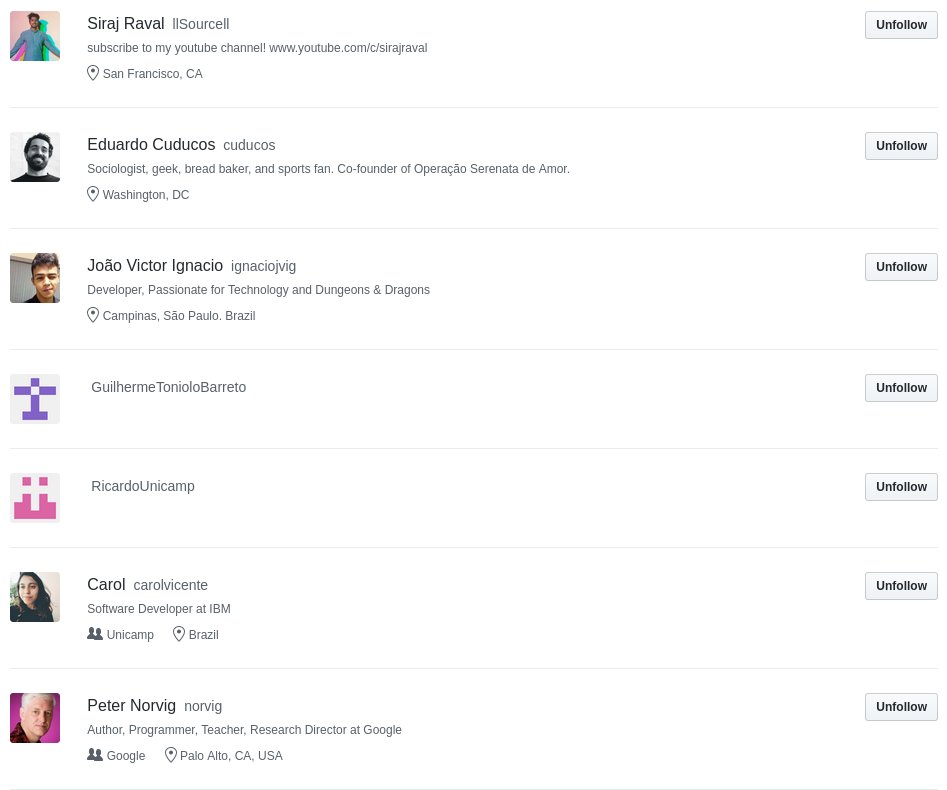 Siraj Raval llSourcell Unfollow
subscribe to my youtube channel! www.youtube.com/c/sirajraval
San Francisco, CA
Eduardo Cuducos cuducos Unfollow
Sociologist, geek, bread baker, and sports fan. Co-founder of Operação Serenata de Amor.
Washington, DC
João Victor Ignacio ignaciojvig Unfollow
Developer, Passionate for Technology and Dungeons & Dragons
Campinas, São Paulo. Brazil
GuilhermeTonioloBarreto Unfollow
RicardoUnicamp Unfollow
Carol carolvicente Unfollow
Software Developer at IBM
Unicamp Brazil
Peter Norvig norvig Unfollow
Author, Programmer, Teacher, Research Director at Google
Google Palo Alto, CA, USA